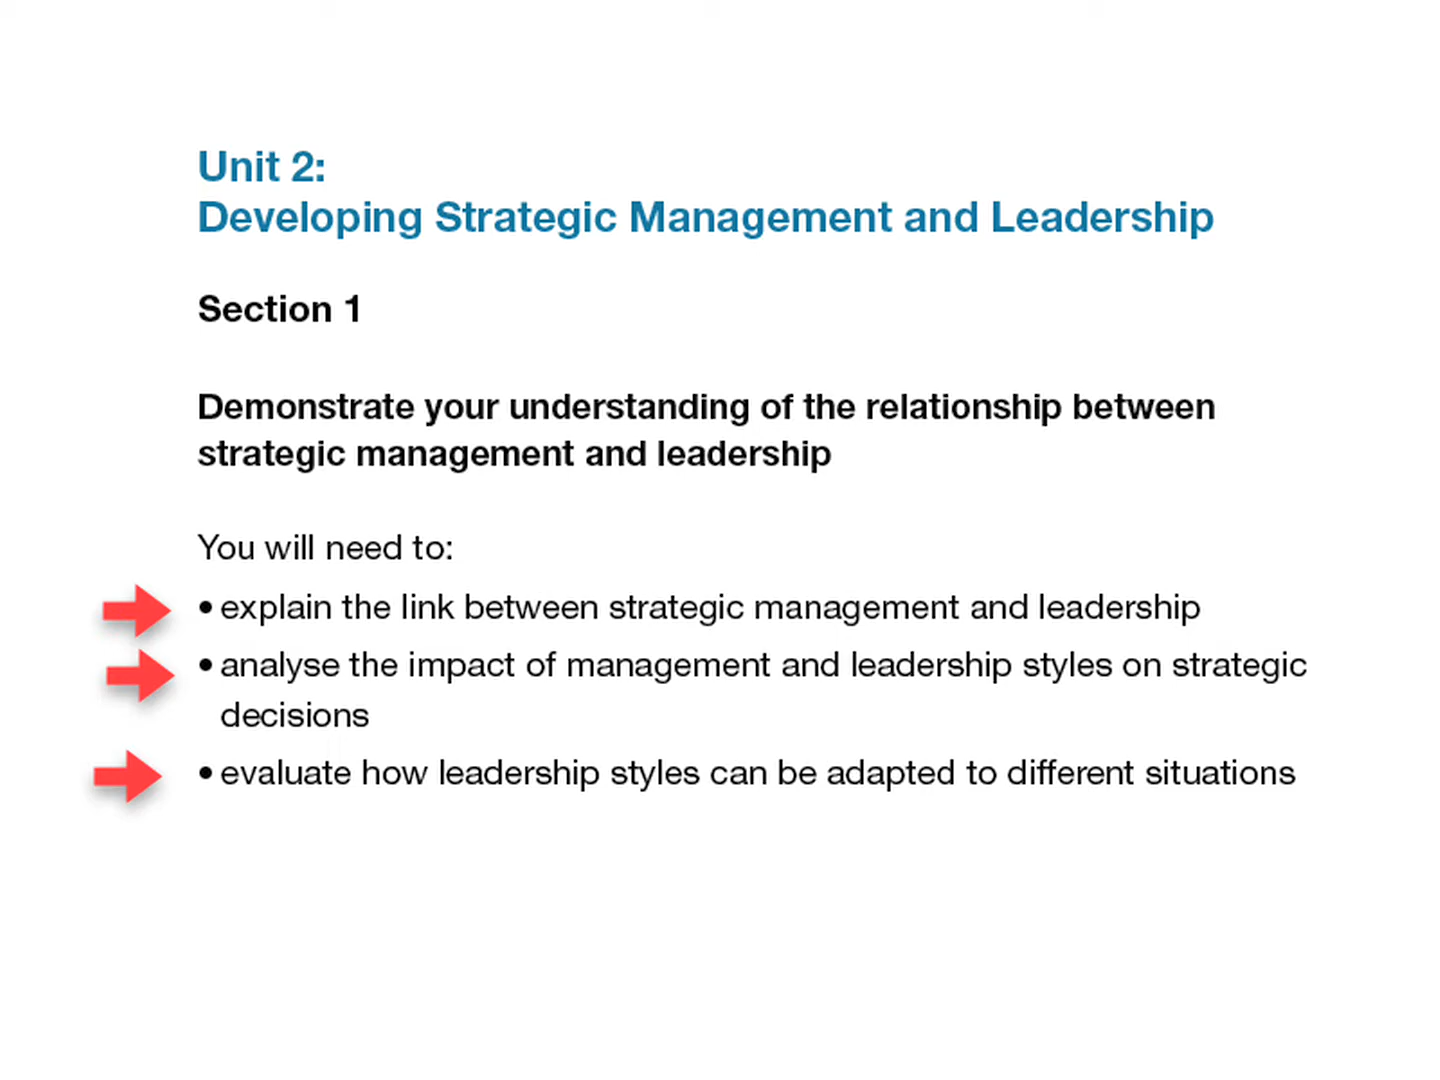 Unit 2:
Developing Strategic Management and Leadership
Section 1
Demonstrate your understanding of the relationship between
strategic management and leadership
You will need to:
• explain the link between strategic management and leadership
• analyse the impact of management and leadership styles on strategic
decisions
• evaluate how leadership styles can be adapted to different situations